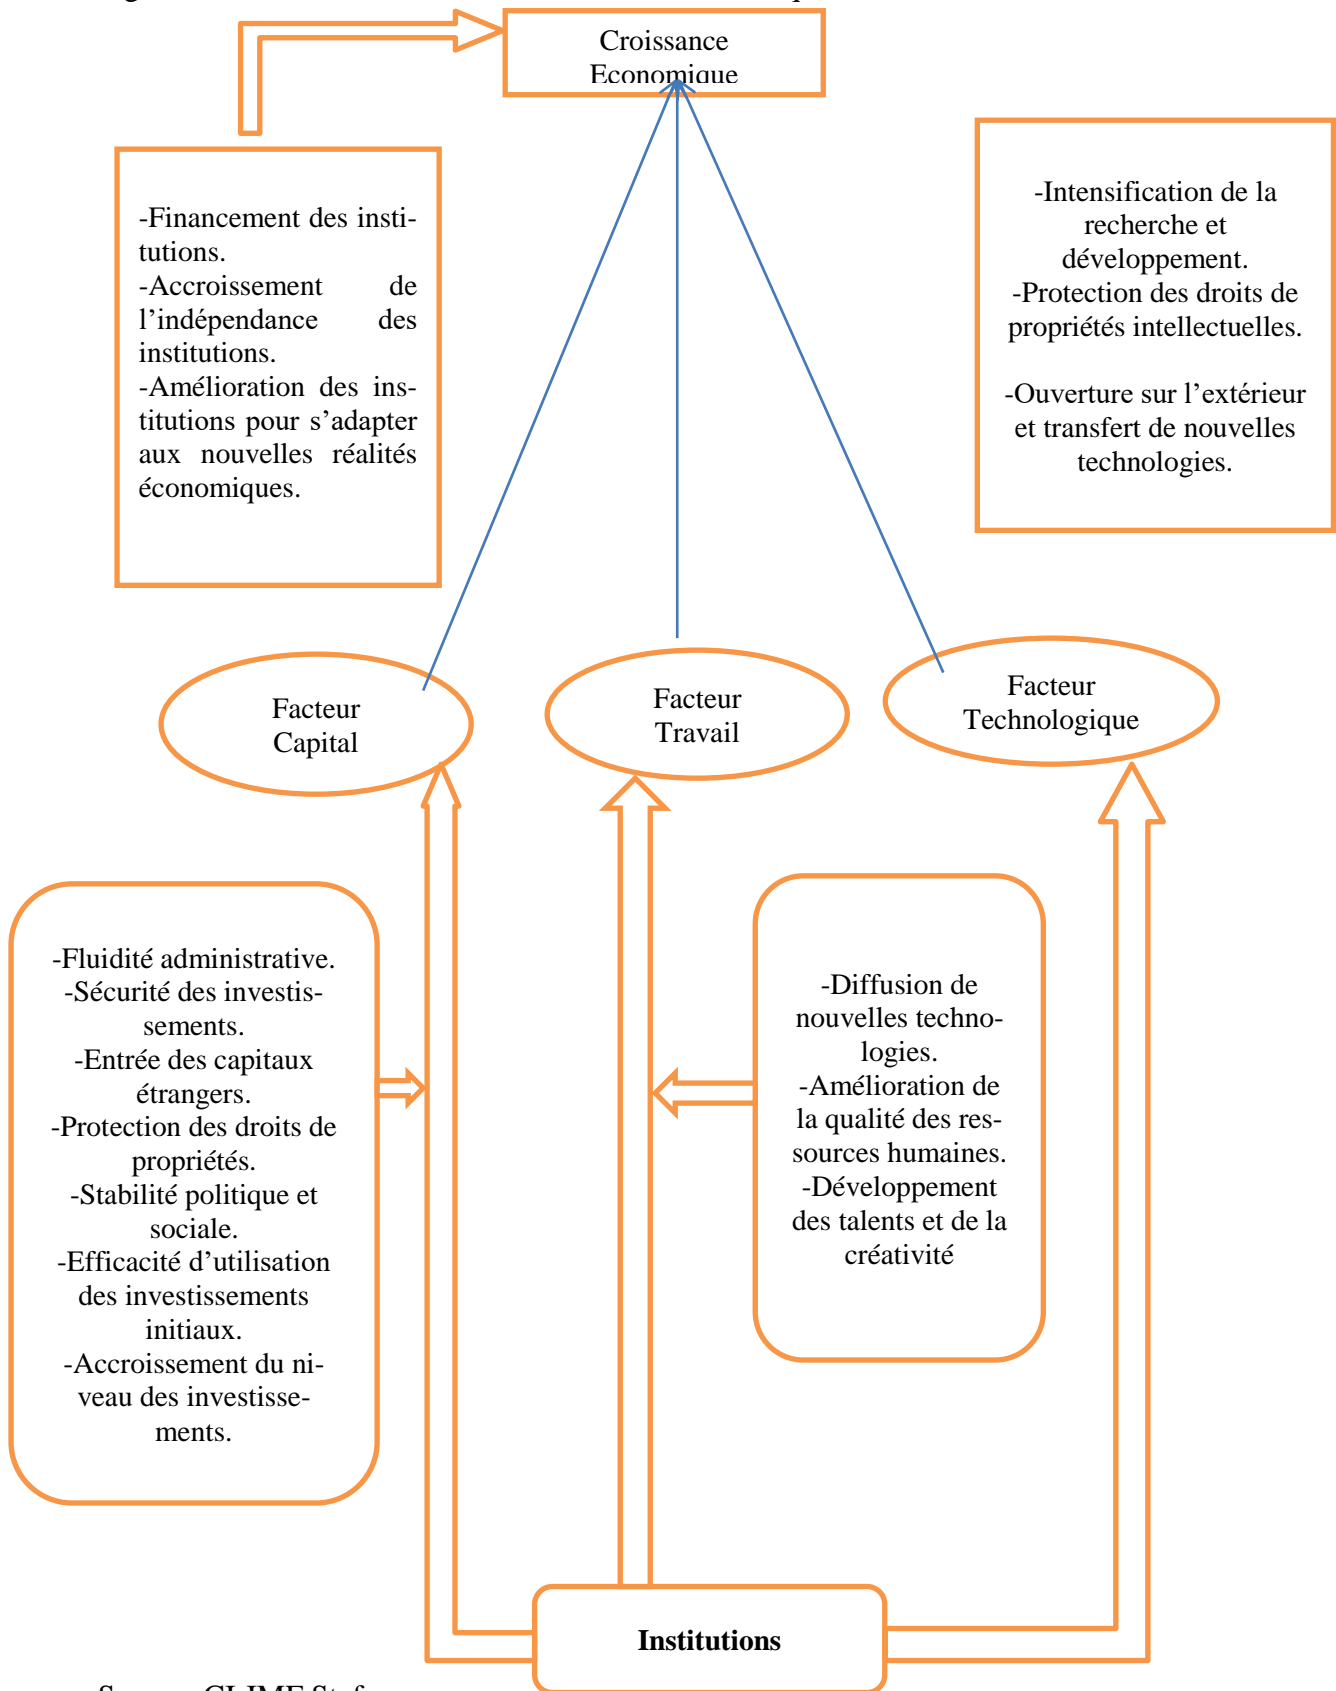 Croissance
Economique
-Financement des insti-
tutions.
-Accroissement de
l’indépendance des
institutions.
-Amélioration des ins-
titutions pour s’adapter
aux nouvelles réalités
économiques.
-Intensification de la
recherche et
développement.
-Protection des droits de
propriétés intellectuelles.
-Ouverture sur l’extérieur
et transfert de nouvelles
technologies.
Facteur
Capital
Facteur
Travail
Facteur
Technologique
-Fluidité administrative.
-Sécurité des investis-
sements.
-Entrée des capitaux
étrangers.
-Protection des droits de
propriétés.
-Stabilité politique et
sociale.
-Efficacité d’utilisation
des investissements
initiaux.
-Accroissement du ni-
veau des investisse-
ments.
-Diffusion de
nouvelles techno-
logies.
-Amélioration de
la qualité des res-
sources humaines.
-Développement
des talents et de la
créativité
Institutions